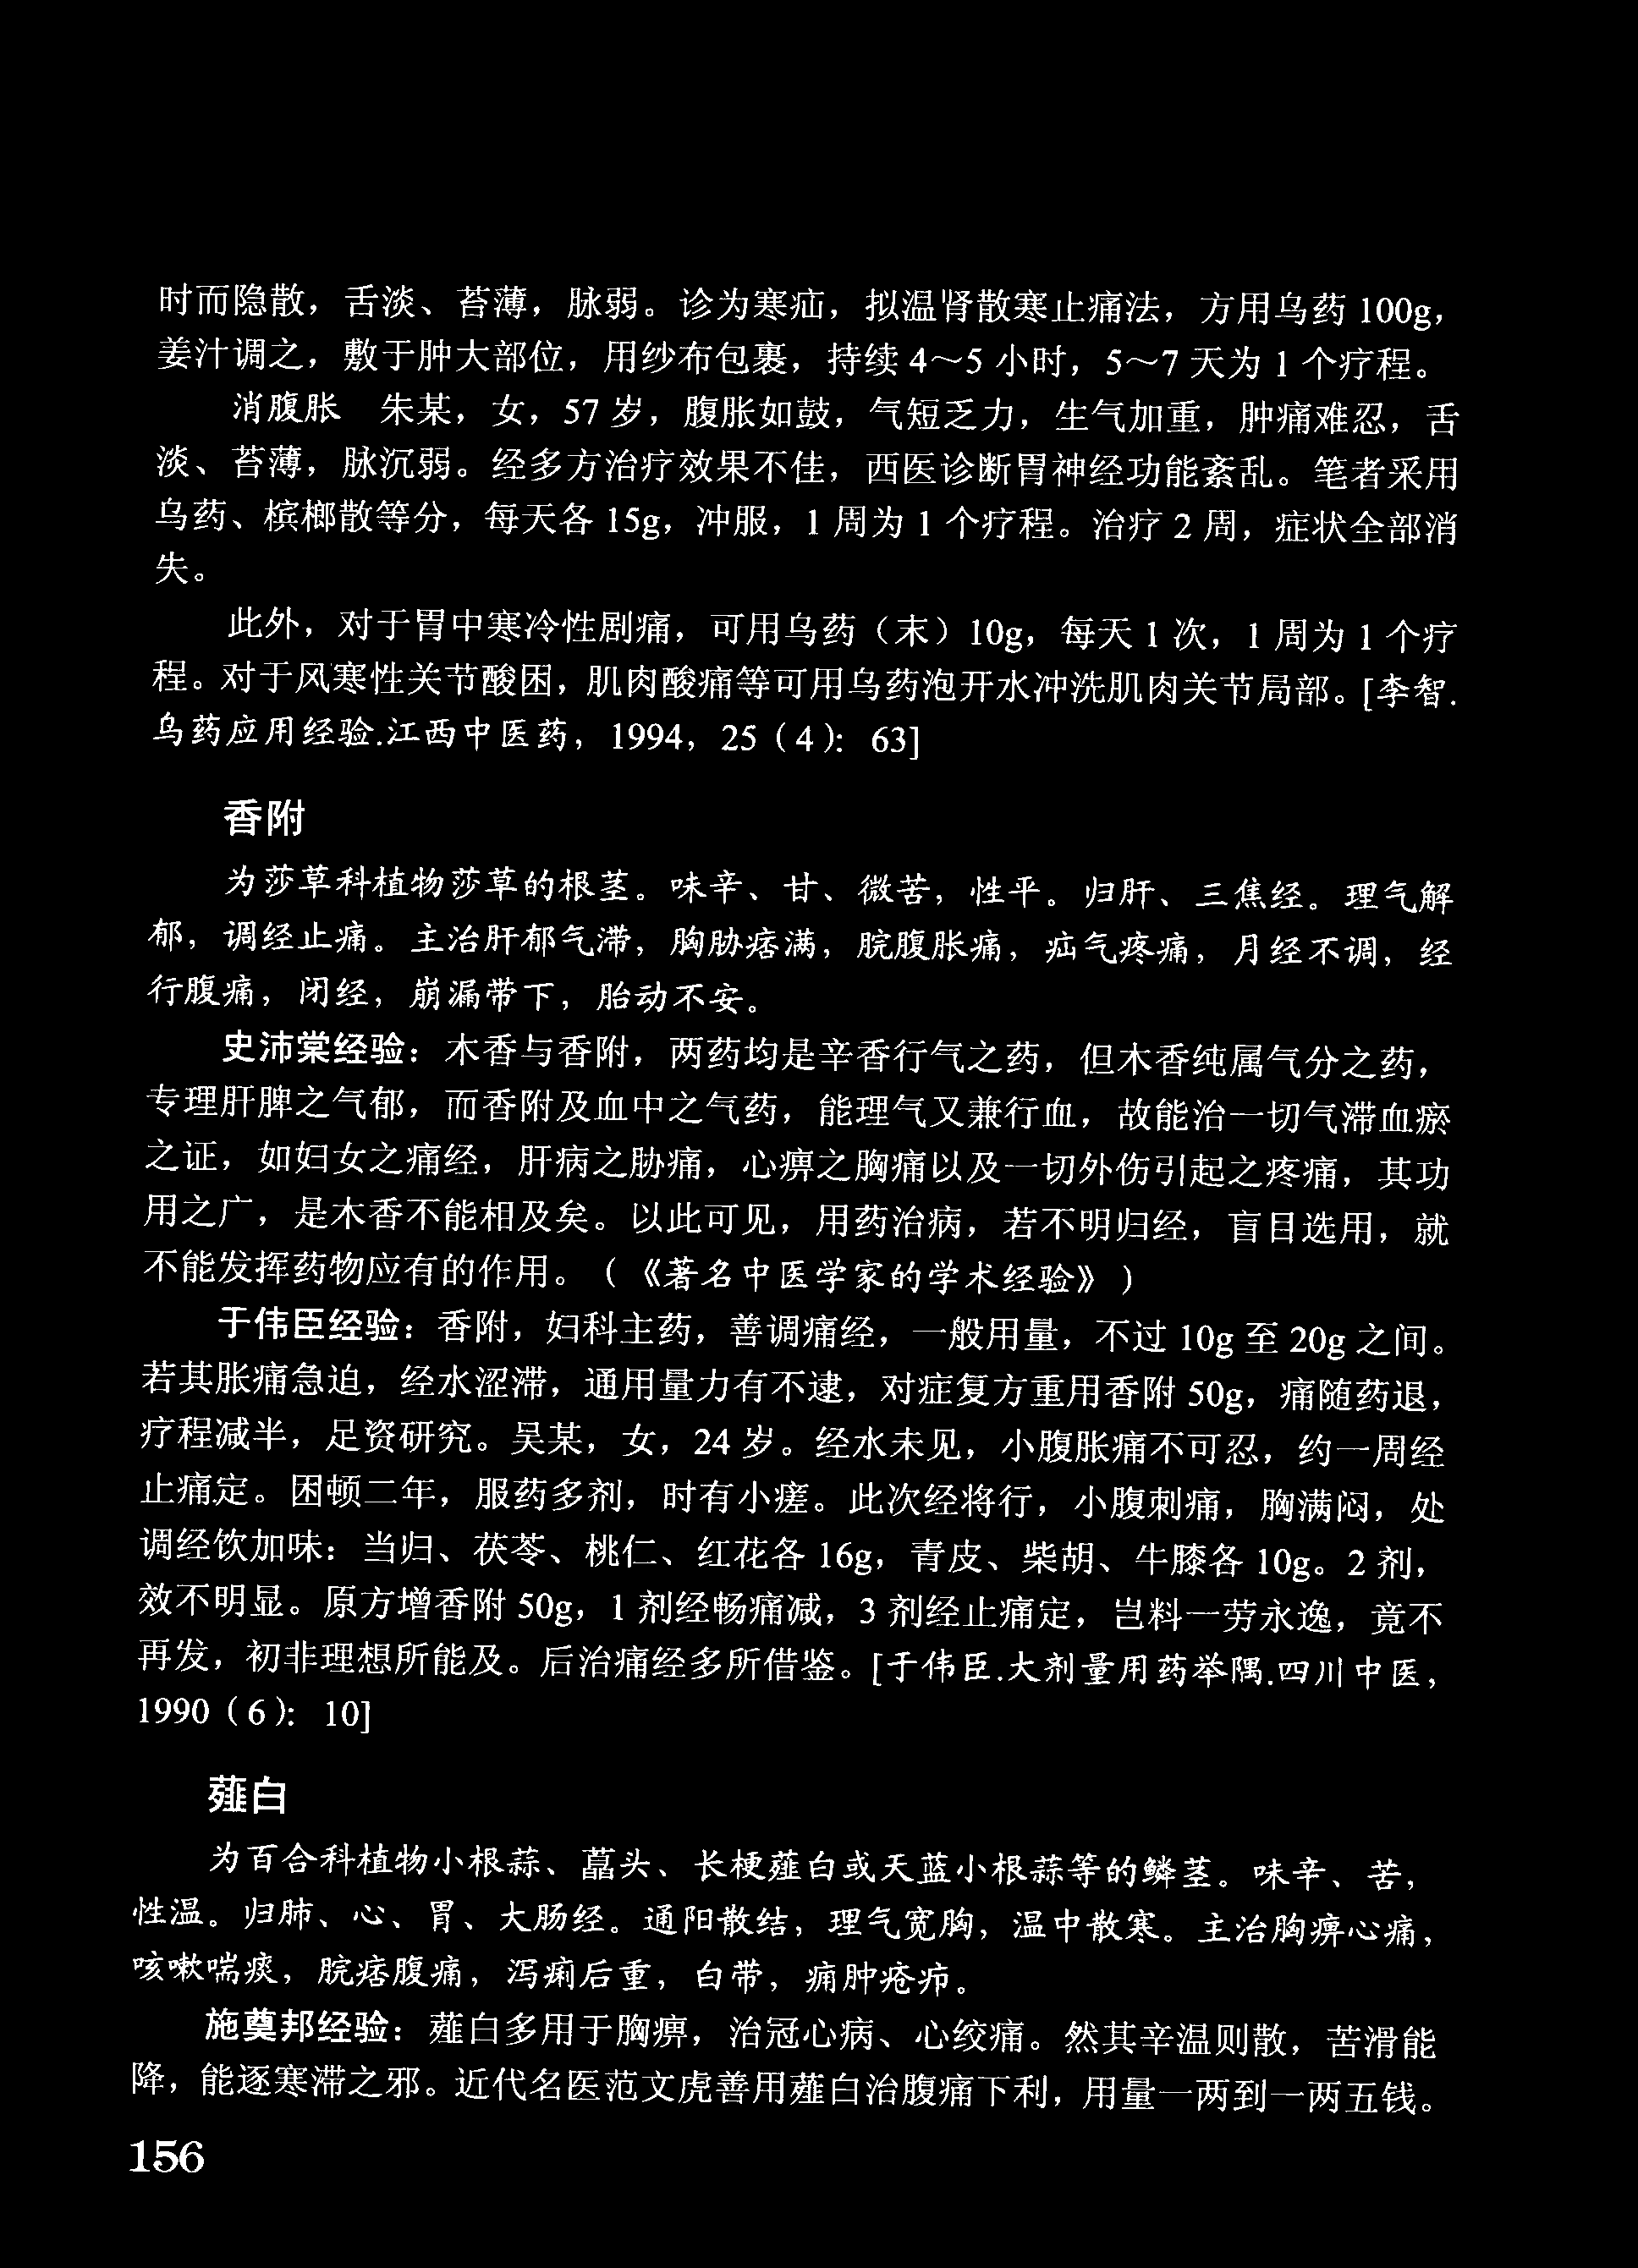 时而隐散，舌淡、苔薄，脉弱。诊为寒疝，拟温肾散寒止痛法，方用乌药 100g，
姜汁调之，敷于肿大部位，用纱布包裹，持续 4～5 小时，5～7 天为 1 个疗程。
消腹胀　朱某，女，57 岁，腹胀如鼓，气短乏力，生气加重，肿痛难忍，舌
淡、苔薄，脉沉弱。经多方治疗效果不佳，西医诊断胃神经功能紊乱。笔者采用
乌药、槟榔散等分，每天各 15g，冲服，1 周为 1 个疗程。治疗 2 周，症状全部消
失。
此外，对于胃中寒冷性剧痛，可用乌药（末）10g，每天 1 次，1 周为 1 个疗
程。对于风寒性关节酸困，肌肉酸痛等可用乌药泡开水冲洗肌肉关节局部。[李智.
乌药应用经验.江西中医药，1994，25（4）：63]
香附
为莎草科植物莎草的根茎。味辛、甘、微苦，性平。归肝、三焦经。理气解
郁，调经止痛。主治肝郁气滞，胸胁痞满，脘腹胀痛，疝气疼痛，月经不调，经
行腹痛，闭经，崩漏带下，胎动不安。
史沛棠经验：木香与香附，两药均是辛香行气之药，但木香纯属气分之药，
专理肝脾之气郁，而香附及血中之气药，能理气又兼行血，故能治一切气滞血瘀
之证，如妇女之痛经，肝病之胁痛，心痹之胸痛以及一切外伤引起之疼痛，其功
用之广，是木香不能相及矣。以此可见，用药治病，若不明归经，盲目选用，就
不能发挥药物应有的作用。（《著名中医学家的学术经验》）
于伟臣经验：香附，妇科主药，善调痛经，一般用量，不过 10g 至 20g 之间。
若其胀痛急迫，经水涩滞，通用量力有不逮，对症复方重用香附 50g，痛随药退，
疗程减半，足资研究。吴某，女，24 岁。经水未见，小腹胀痛不可忍，约一周经
止痛定。困顿二年，服药多剂，时有小瘥。此次经将行，小腹刺痛，胸满闷，处
调经饮加味：当归、茯苓、桃仁、红花各 16g，青皮、柴胡、牛膝各 10g。2 剂，
效不明显。原方增香附 50g，1 剂经畅痛减，3 剂经止痛定，岂料一劳永逸，竟不
再发，初非理想所能及。后治痛经多所借鉴。[于伟臣.大剂量用药举隅.四川中医，
1990（6）：10]
薤白
为百合科植物小根蒜、藠头、长梗薤白或天蓝小根蒜等的鳞茎。味辛、苦，
性温。归肺、心、胃、大肠经。通阳散结，理气宽胸，温中散寒。主治胸痹心痛，
咳嗽喘痰，脘痞腹痛，泻痢后重，白带，痈肿疮疖。
施奠邦经验：薤白多用于胸痹，治冠心病、心绞痛。然其辛温则散，苦滑能
降，能逐寒滞之邪。近代名医范文虎善用薤白治腹痛下利，用量一两到一两五钱。
156